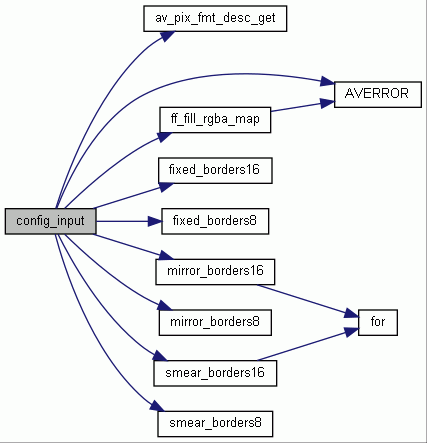 av_pix_fmt_desc_get
AVERROR
ff_fill_rgba_map
fixed_borders16
config_input
fixed_borders8
mirror_borders16
mirror_borders8
for
smear_borders16
smear_borders8